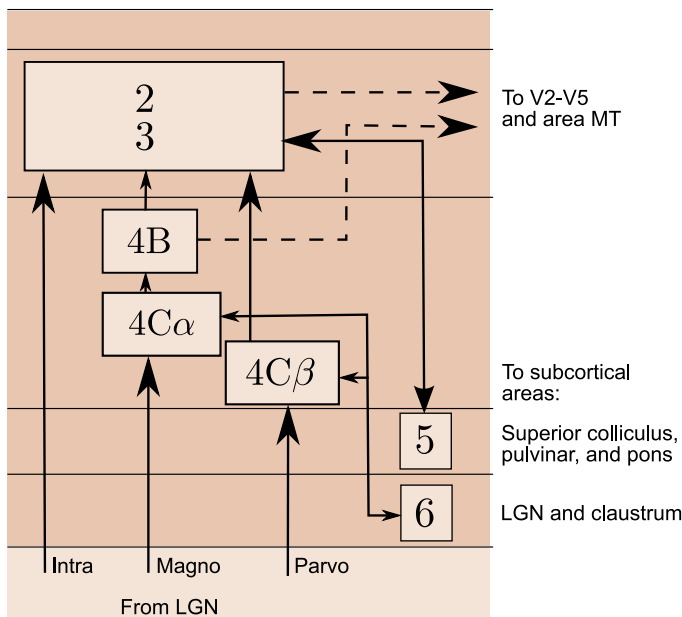 2
3
To V2-V5
and area MT
4B
4Cα
4Cβ
To subcortical
areas:
5
Superior colliculus,
pulvinar, and pons
6
LGN and claustrum
Intra
Magno
Parvo
From LGN